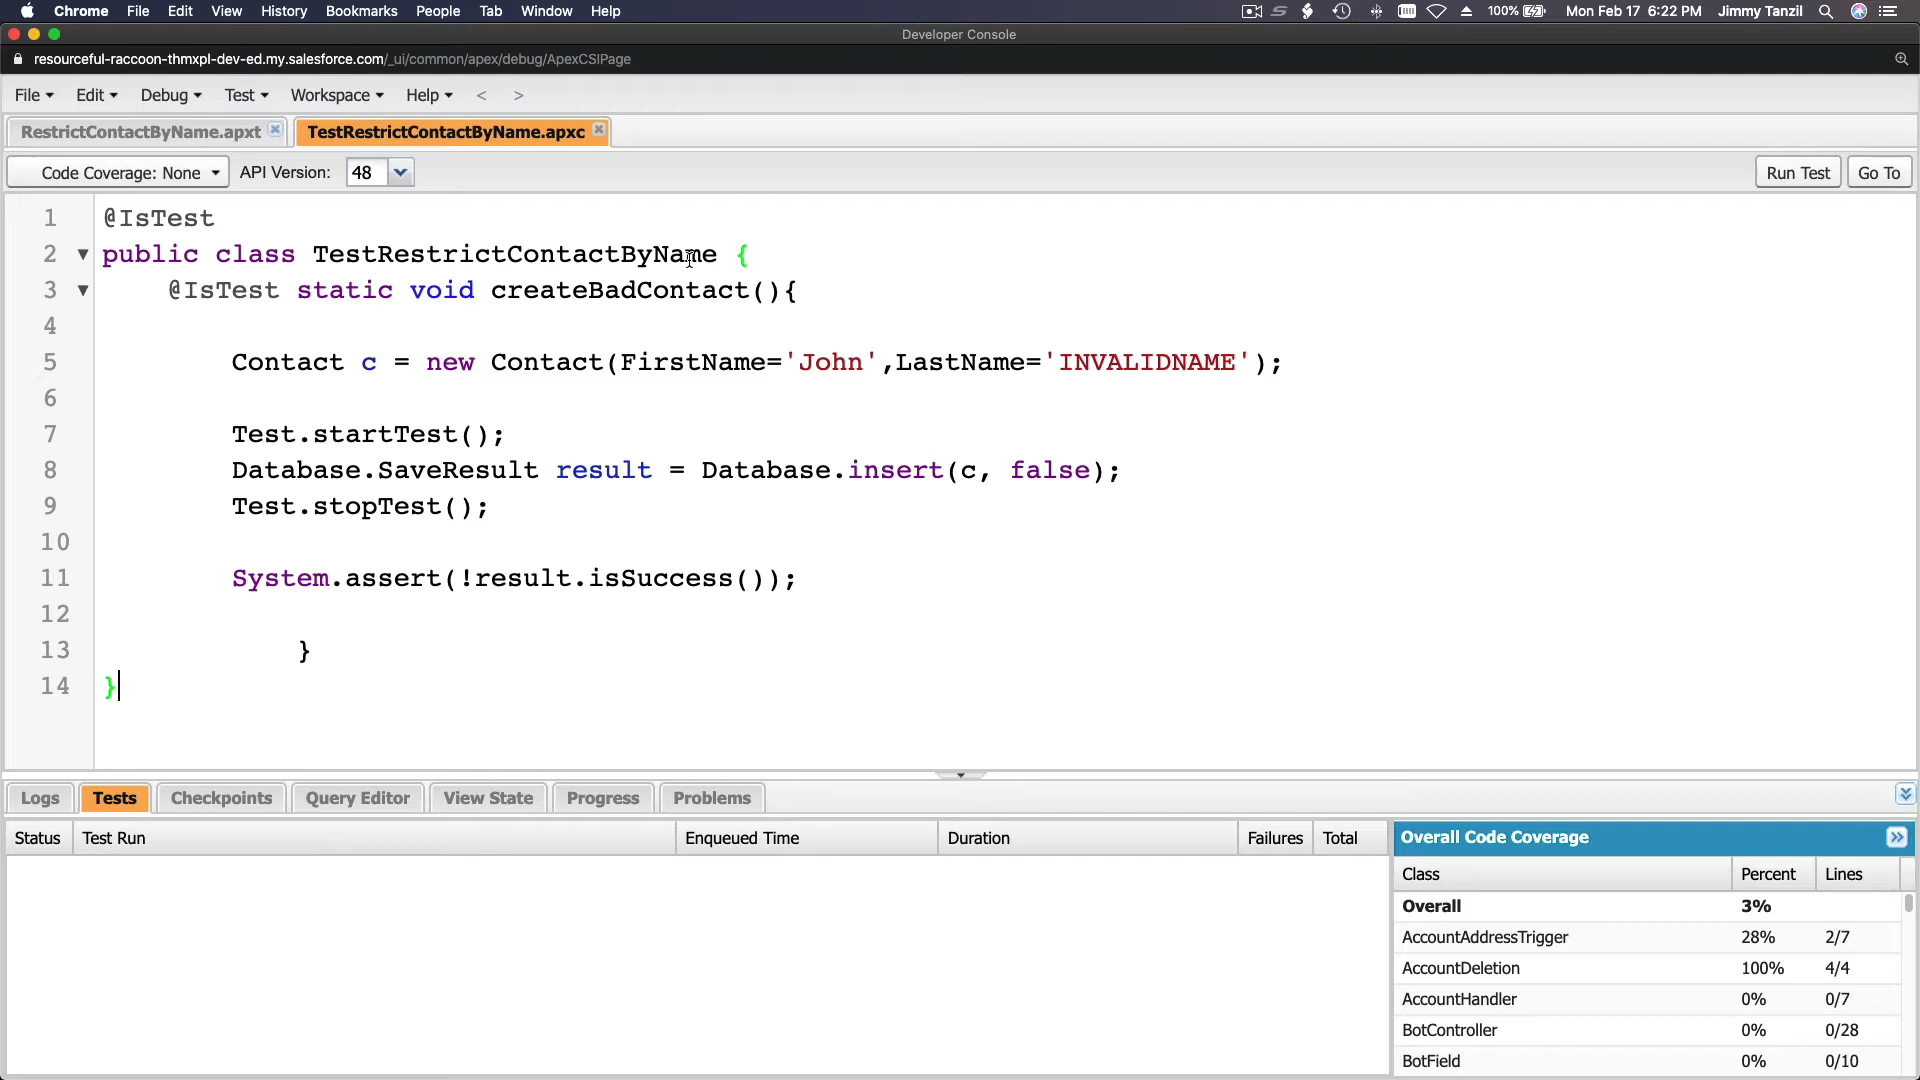 Chrome File Edit View History Bookmarks People Tab Window Help 100% Mon Feb 17 6:22 PM Jimmy Tanzil
Developer Console
resourceful-raccoon-thmxpl-dev-ed.my.salesforce.com/_ui/common/apex/debug/ApexCSIPage
File Edit Debug Test Workspace Help < >
RestrictContactByName.apxt TestRestrictContactByName.apxc
Code Coverage: None API Version: 48 Run Test Go To
1 @IsTest
2 public class TestRestrictContactByName {
3 @IsTest static void createBadContact(){
4
5 Contact c = new Contact(FirstName='John',LastName='INVALIDNAME');
6
7 Test.startTest();
8 Database.SaveResult result = Database.insert(c, false);
9 Test.stopTest();
10
11 System.assert(!result.isSuccess());
12
13 }
14 }
Logs Tests Checkpoints Query Editor View State Progress Problems
Status Test Run Enqueued Time Duration Failures Total
Overall Code Coverage
Class Percent Lines
Overall 3%
AccountAddressTrigger 28% 2/7
AccountDeletion 100% 4/4
AccountHandler 0% 0/7
BotController 0% 0/28
BotField 0% 0/10